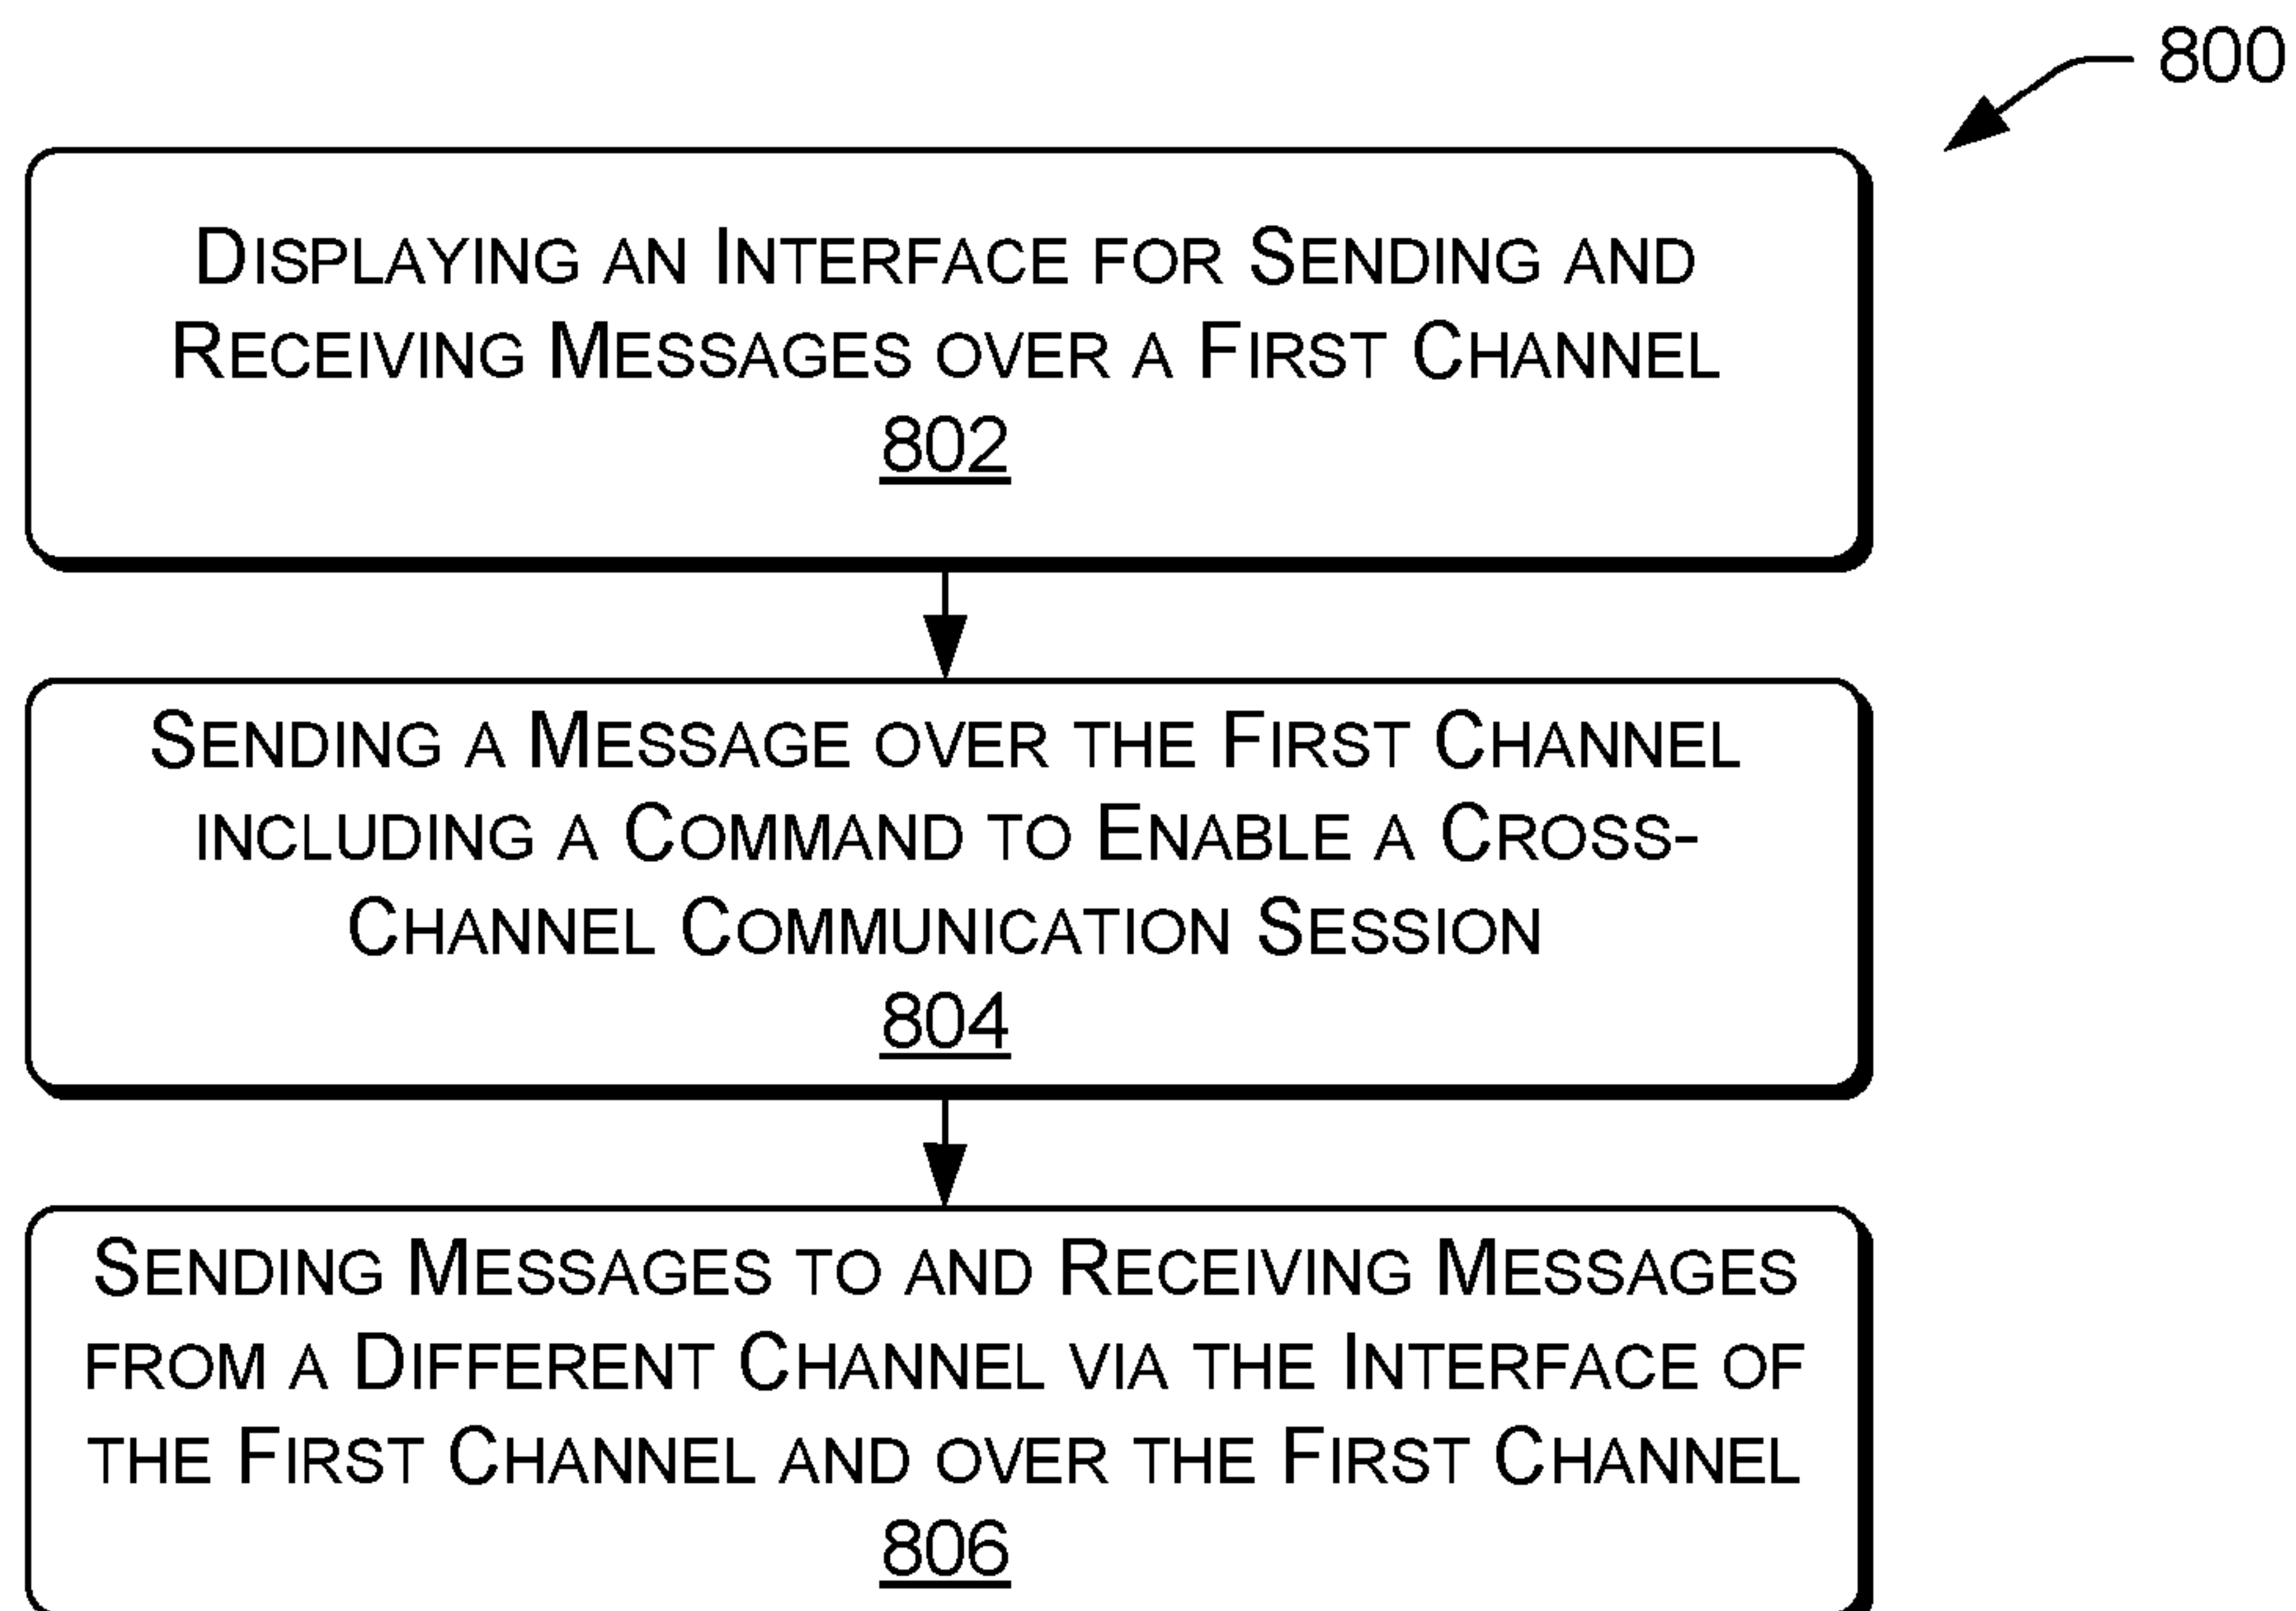 800
Displaying an Interface for Sending and
Receiving Messages over a First Channel
802
Sending a Message over the First Channel
including a Command to Enable a Cross-
Channel Communication Session
804
Sending Messages to and Receiving Messages
from a Different Channel via the Interface of
the First Channel and over the First Channel
806